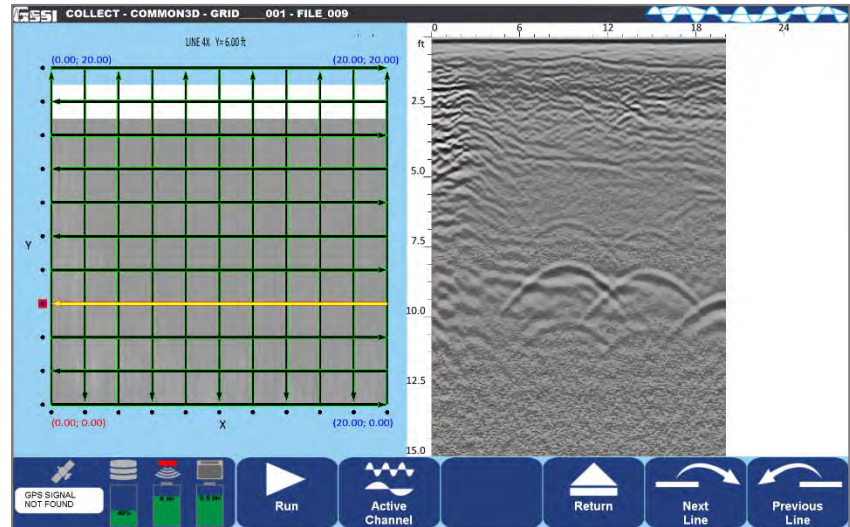 GSSI COLLECT - COMMON3D - GRID____001 - FILE_009
LINE 4X Y= 6.00 ft
(0.00; 20.00) (20.00; 20.00)
Y
(0.00; 0.00) X (20.00; 0.00)
0 6 12 18 24
ft
2.5
5.0
7.5
10.0
12.5
15.0
GPS SIGNAL
NOT FOUND
Run
Active
Channel
Return
Next
Line
Previous
Line